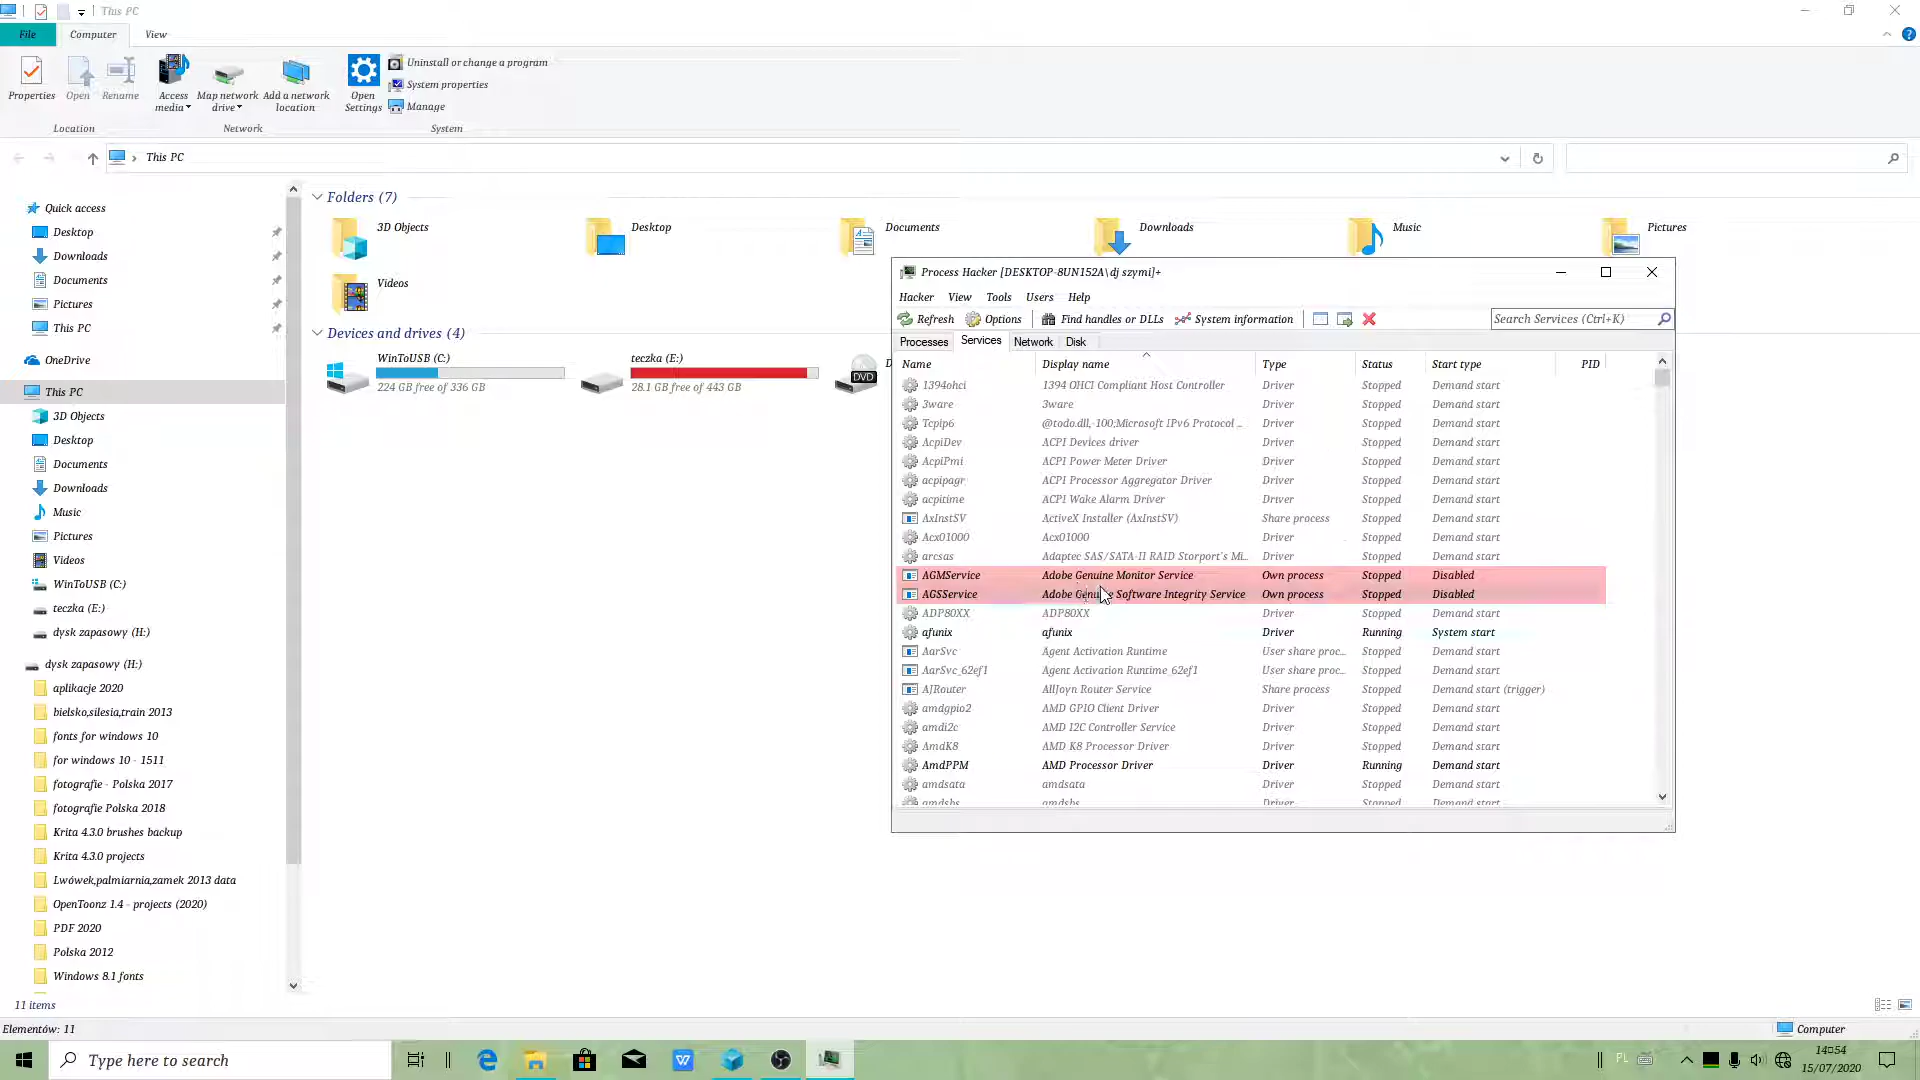 This PC
File Computer View
Properties Open Rename Access media Map network drive Add a network location Open Settings Uninstall or change a program
System properties
Manage
Location Network System
This PC
Quick access
Desktop
Downloads
Documents
Pictures
This PC
OneDrive
This PC
3D Objects
Desktop
Documents
Downloads
Music
Pictures
Videos
WinToUSB (C:)
teczka (E:)
dysk zapasowy (H:)
dysk zapasowy (H:)
aplikacje 2020
bielsko,silesia,train 2013
fonts for windows 10
for windows 10 - 1511
fotografie - Polska 2017
fotografie Polska 2018
Krita 4.3.0 brushes backup
Krita 4.3.0 projects
Lwówek,palmiarnia,zamek 2013 data
OpenToonz 1.4 - projects (2020)
PDF 2020
Polska 2012
Windows 8.1 fonts
Folders (7)
3D Objects Desktop Documents Downloads Music Pictures
Videos
Devices and drives (4)
WinToUSB (C:)
224 GB free of 336 GB
teczka (E:)
28.1 GB free of 443 GB
DVD D
Process Hacker [DESKTOP-8UN152A\dj szymi]+
Hacker View Tools Users Help
Refresh Options Find handles or DLLs System information Search Services (Ctrl+K)
Processes Services Network Disk
Name Display name Type Status Start type PID
1394ohci 1394 OHCI Compliant Host Controller Driver Stopped Demand start
3ware 3ware Driver Stopped Demand start
Tcpip6 @todo.dll,-100;Microsoft IPv6 Protocol ... Driver Stopped Demand start
AcpiDev ACPI Devices driver Driver Stopped Demand start
AcpiPmi ACPI Power Meter Driver Driver Stopped Demand start
acpipagr ACPI Processor Aggregator Driver Driver Stopped Demand start
acpitime ACPI Wake Alarm Driver Driver Stopped Demand start
AxInstSV ActiveX Installer (AxInstSV) Share process Stopped Demand start
Acx01000 Acx01000 Driver Stopped Demand start
arcsas Adaptec SAS/SATA-II RAID Storport's Mi... Driver Stopped Demand start
AGMService Adobe Genuine Monitor Service Own process Stopped Disabled
AGSService Adobe Genuine Software Integrity Service Own process Stopped Disabled
ADP80XX ADP80XX Driver Stopped Demand start
afunix afunix Driver Running System start
AarSvc Agent Activation Runtime User share proc... Stopped Demand start
AarSvc_62ef1 Agent Activation Runtime_62ef1 User share proc... Stopped Demand start
AJRouter AllJoyn Router Service Share process Stopped Demand start (trigger)
amdgpio2 AMD GPIO Client Driver Driver Stopped Demand start
amdi2c AMD I2C Controller Service Driver Stopped Demand start
AmdK8 AMD K8 Processor Driver Driver Stopped Demand start
AmdPPM AMD Processor Driver Driver Running Demand start
amdsata amdsata Driver Stopped Demand start
amdsbs amdsbs Driver Stopped Demand start
11 items
Elementów: 11 Computer
Type here to search PL 14:54
15/07/2020